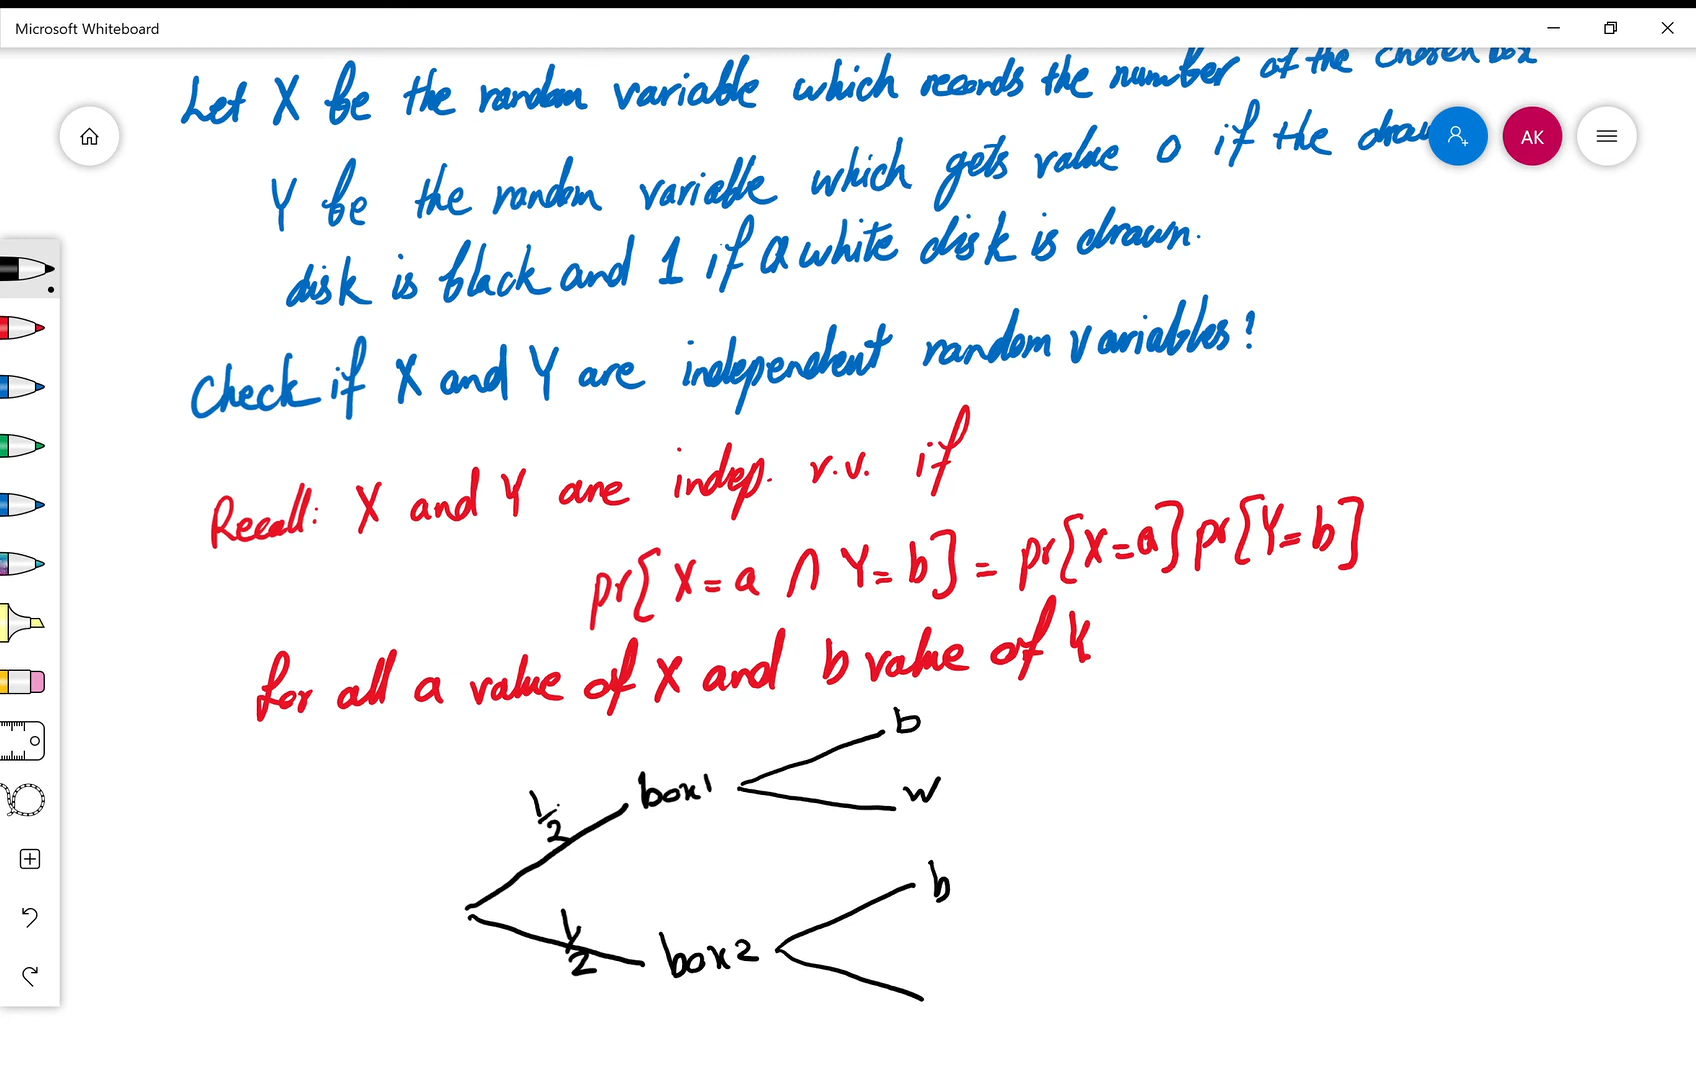 Microsoft Whiteboard
Let X be the random variable which records the number of the chosen box
AK
Y be the random variable which gets value 0 if the
disk is black and 1 if a white disk is drawn.
Check if X and Y are independent random variables?
Recall: X and Y are indep. r.v. if
pr[X=a ∩ Y=b] = pr[X=a] pr[Y=b]
for all a value of X and b value of Y
b
1/2 box1
w
b
1/2 box2